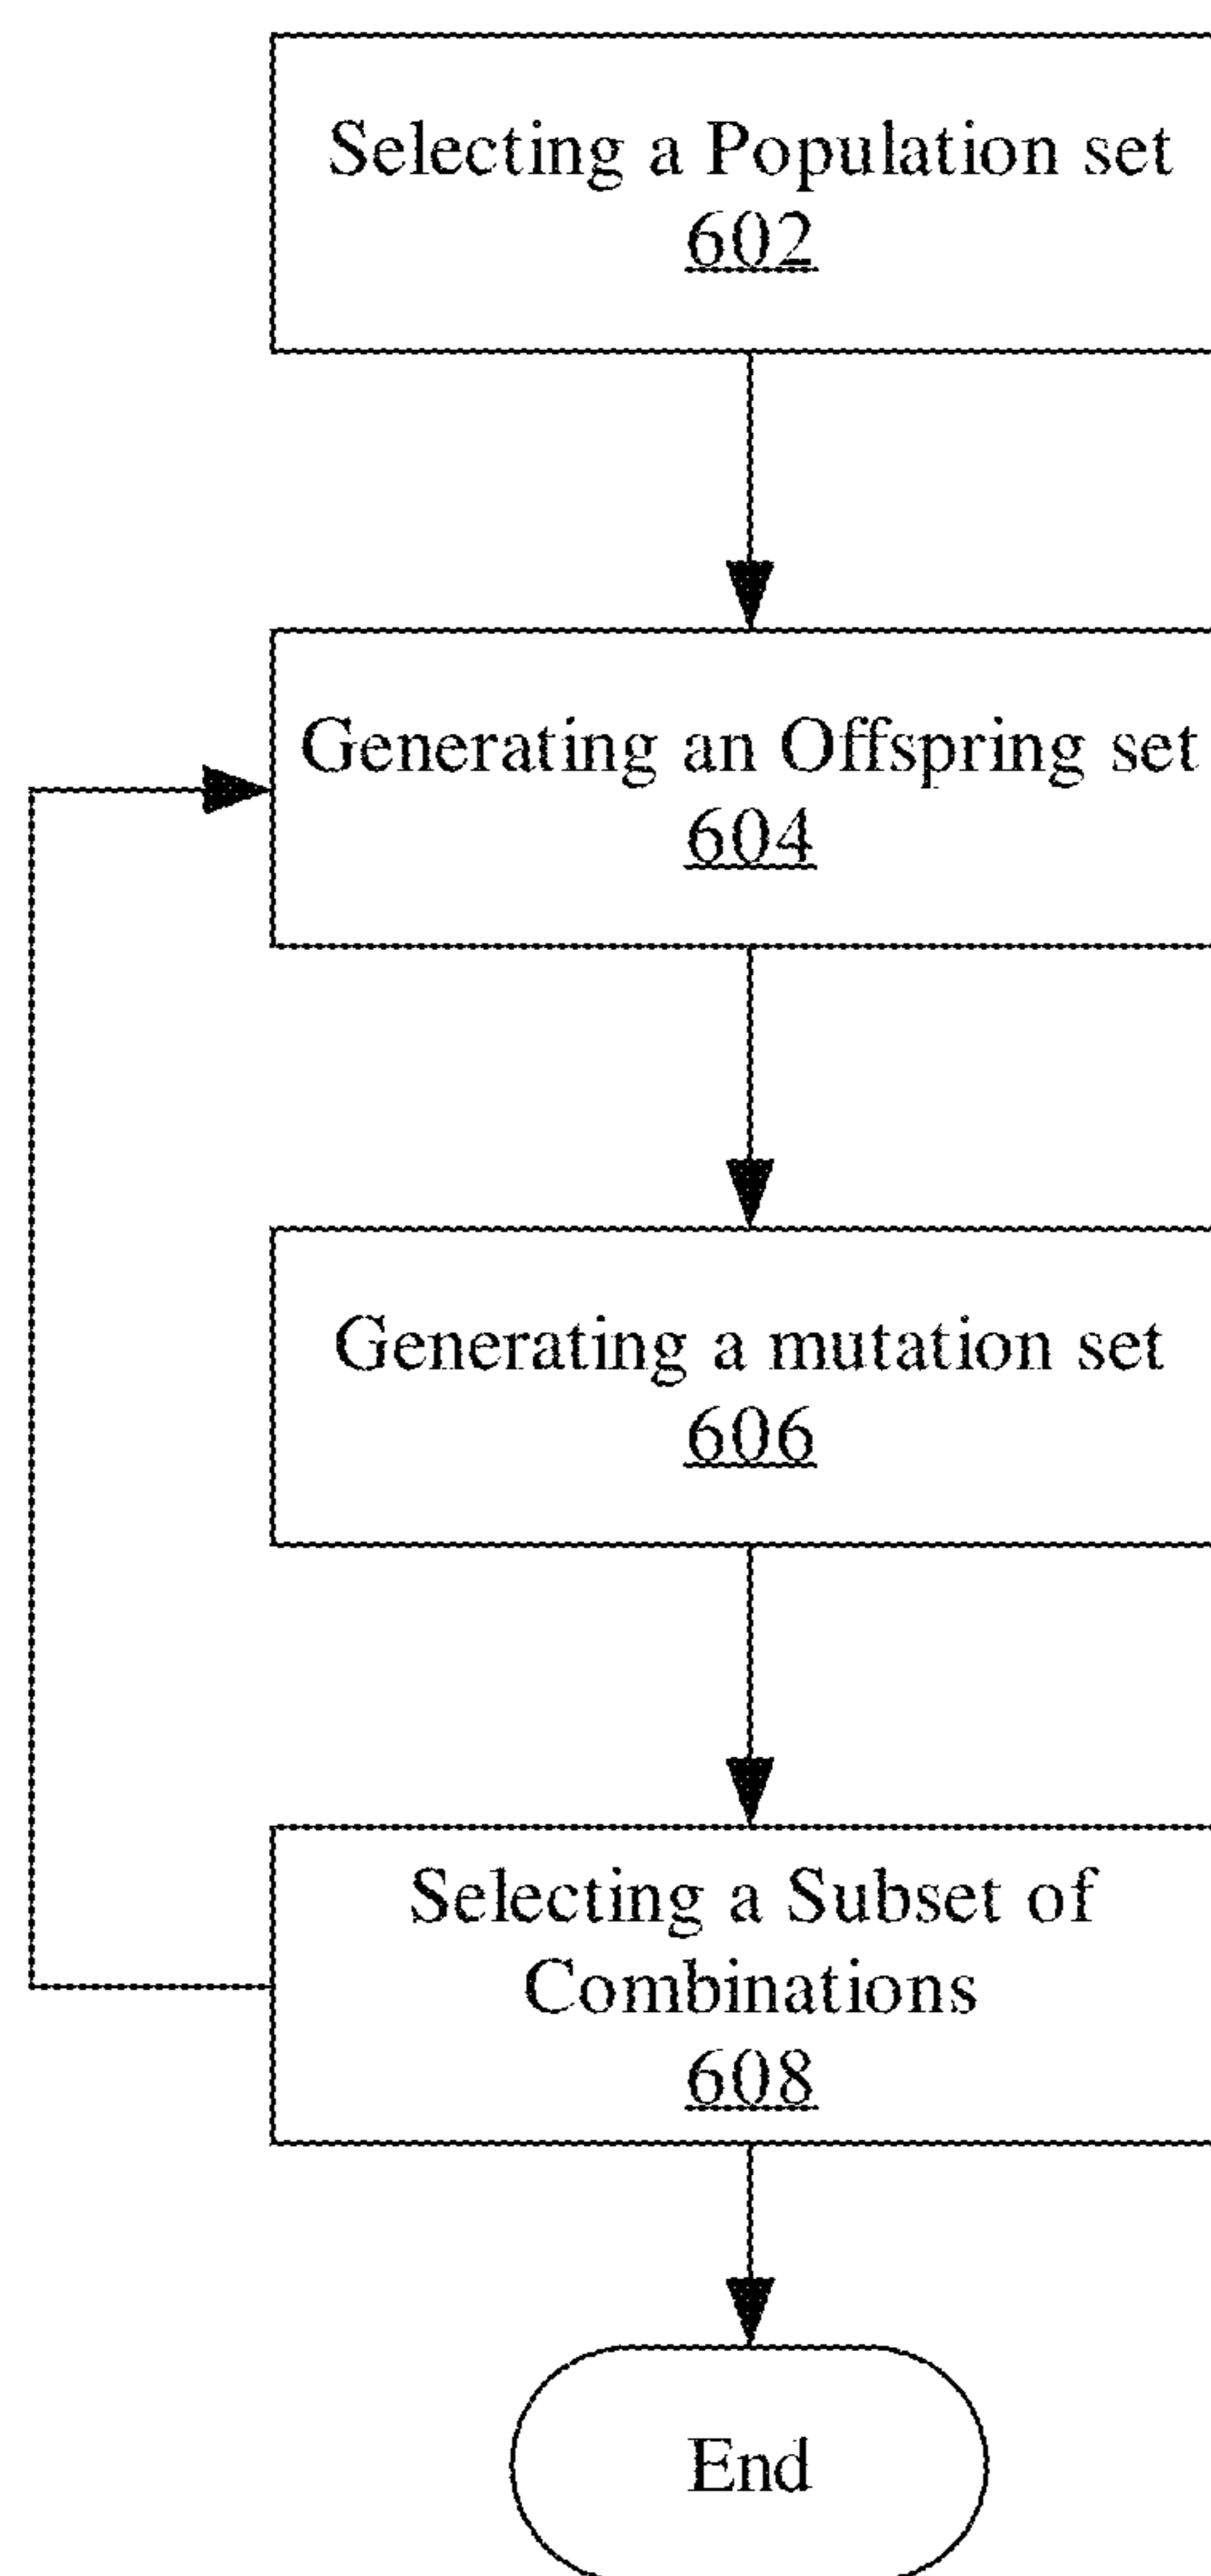 Selecting a Population set
602
Generating an Offspring set
604
Generating a mutation set
606
Selecting a Subset of
Combinations
608
End